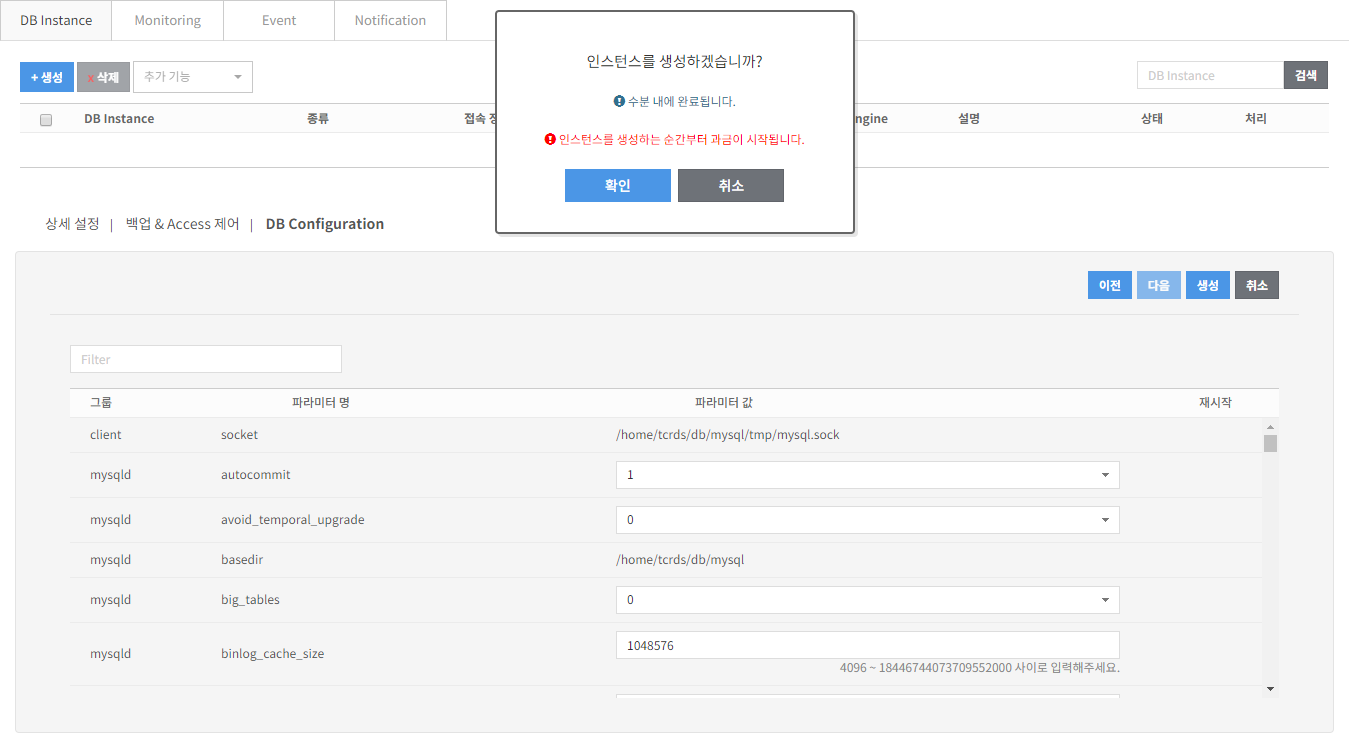 DB Instance Monitoring Event Notification
인스턴스를 생성하겠습니까?
수분 내에 완료됩니다.
인스턴스를 생성하는 순간부터 과금이 시작됩니다.
확인 취소
+ 생성 x 삭제 추가 기능 DB Instance 검색
DB Instance 종류 접속 ngine 설명 상태 처리
상세 설정 | 백업 & Access 제어 | DB Configuration
이전 다음 생성 취소
Filter
그룹 파라미터 명 파라미터 값 재시작
client socket /home/tcrds/db/mysql/tmp/mysql.sock
mysqld autocommit 1
mysqld avoid_temporal_upgrade 0
mysqld basedir /home/tcrds/db/mysql
mysqld big_tables 0
mysqld binlog_cache_size 1048576
4096 ~ 18446744073709552000 사이로 입력해주세요.